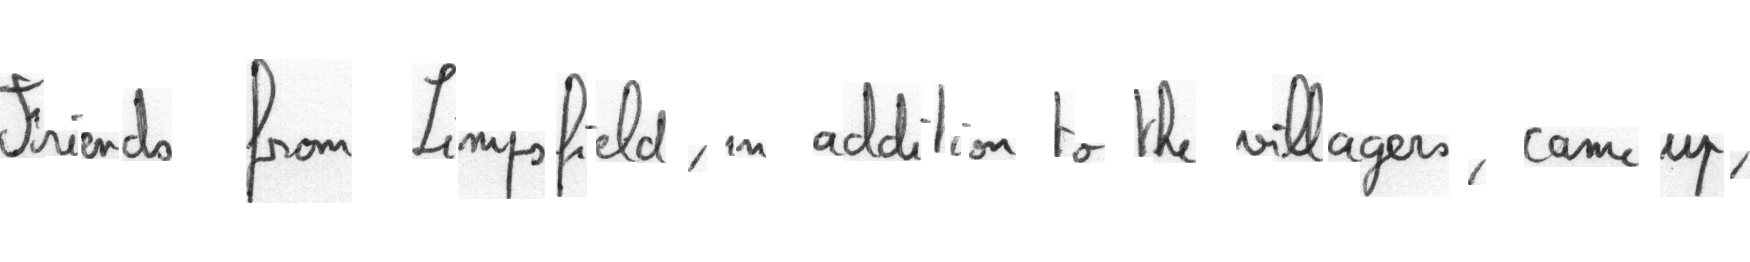 Friends from Limpsfield, in addition to the villagers, came up,